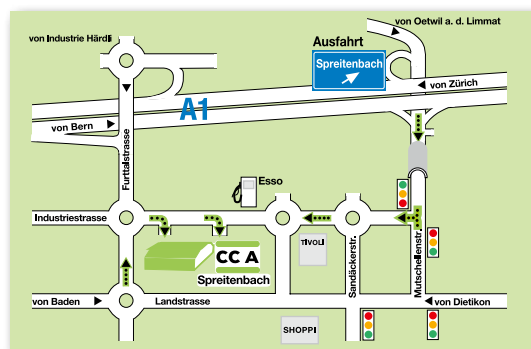 von Oetwil a. d. Limmat
von Industrie Härdli
Ausfahrt
Spreitenbach
von Zürich
A1
von Bern
Furttalstrasse
Esso
Industriestrasse
TIVOLI
Sandäckerstr.
Mutschellenstr.
CC A
Spreitenbach
von Baden
Landstrasse
von Dietikon
SHOPPI